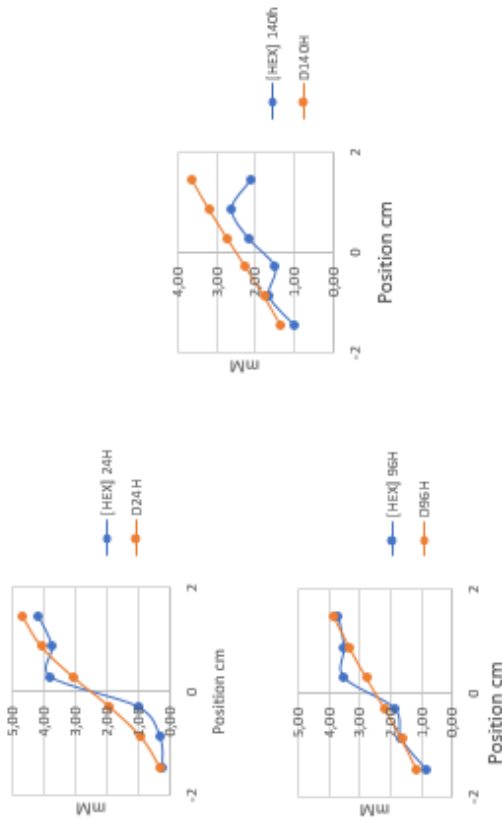 5,00
4,00
3,00
2,00
1,00
0,00
mM
-2
0
2
Position cm
[HEX] 24H
D24H
5,00
4,00
3,00
2,00
1,00
0,00
mM
-2
0
2
Position cm
[HEX] 96H
D96H
4,00
3,00
2,00
1,00
0,00
mM
-2
0
2
Position cm
[HEX] 140h
D140H